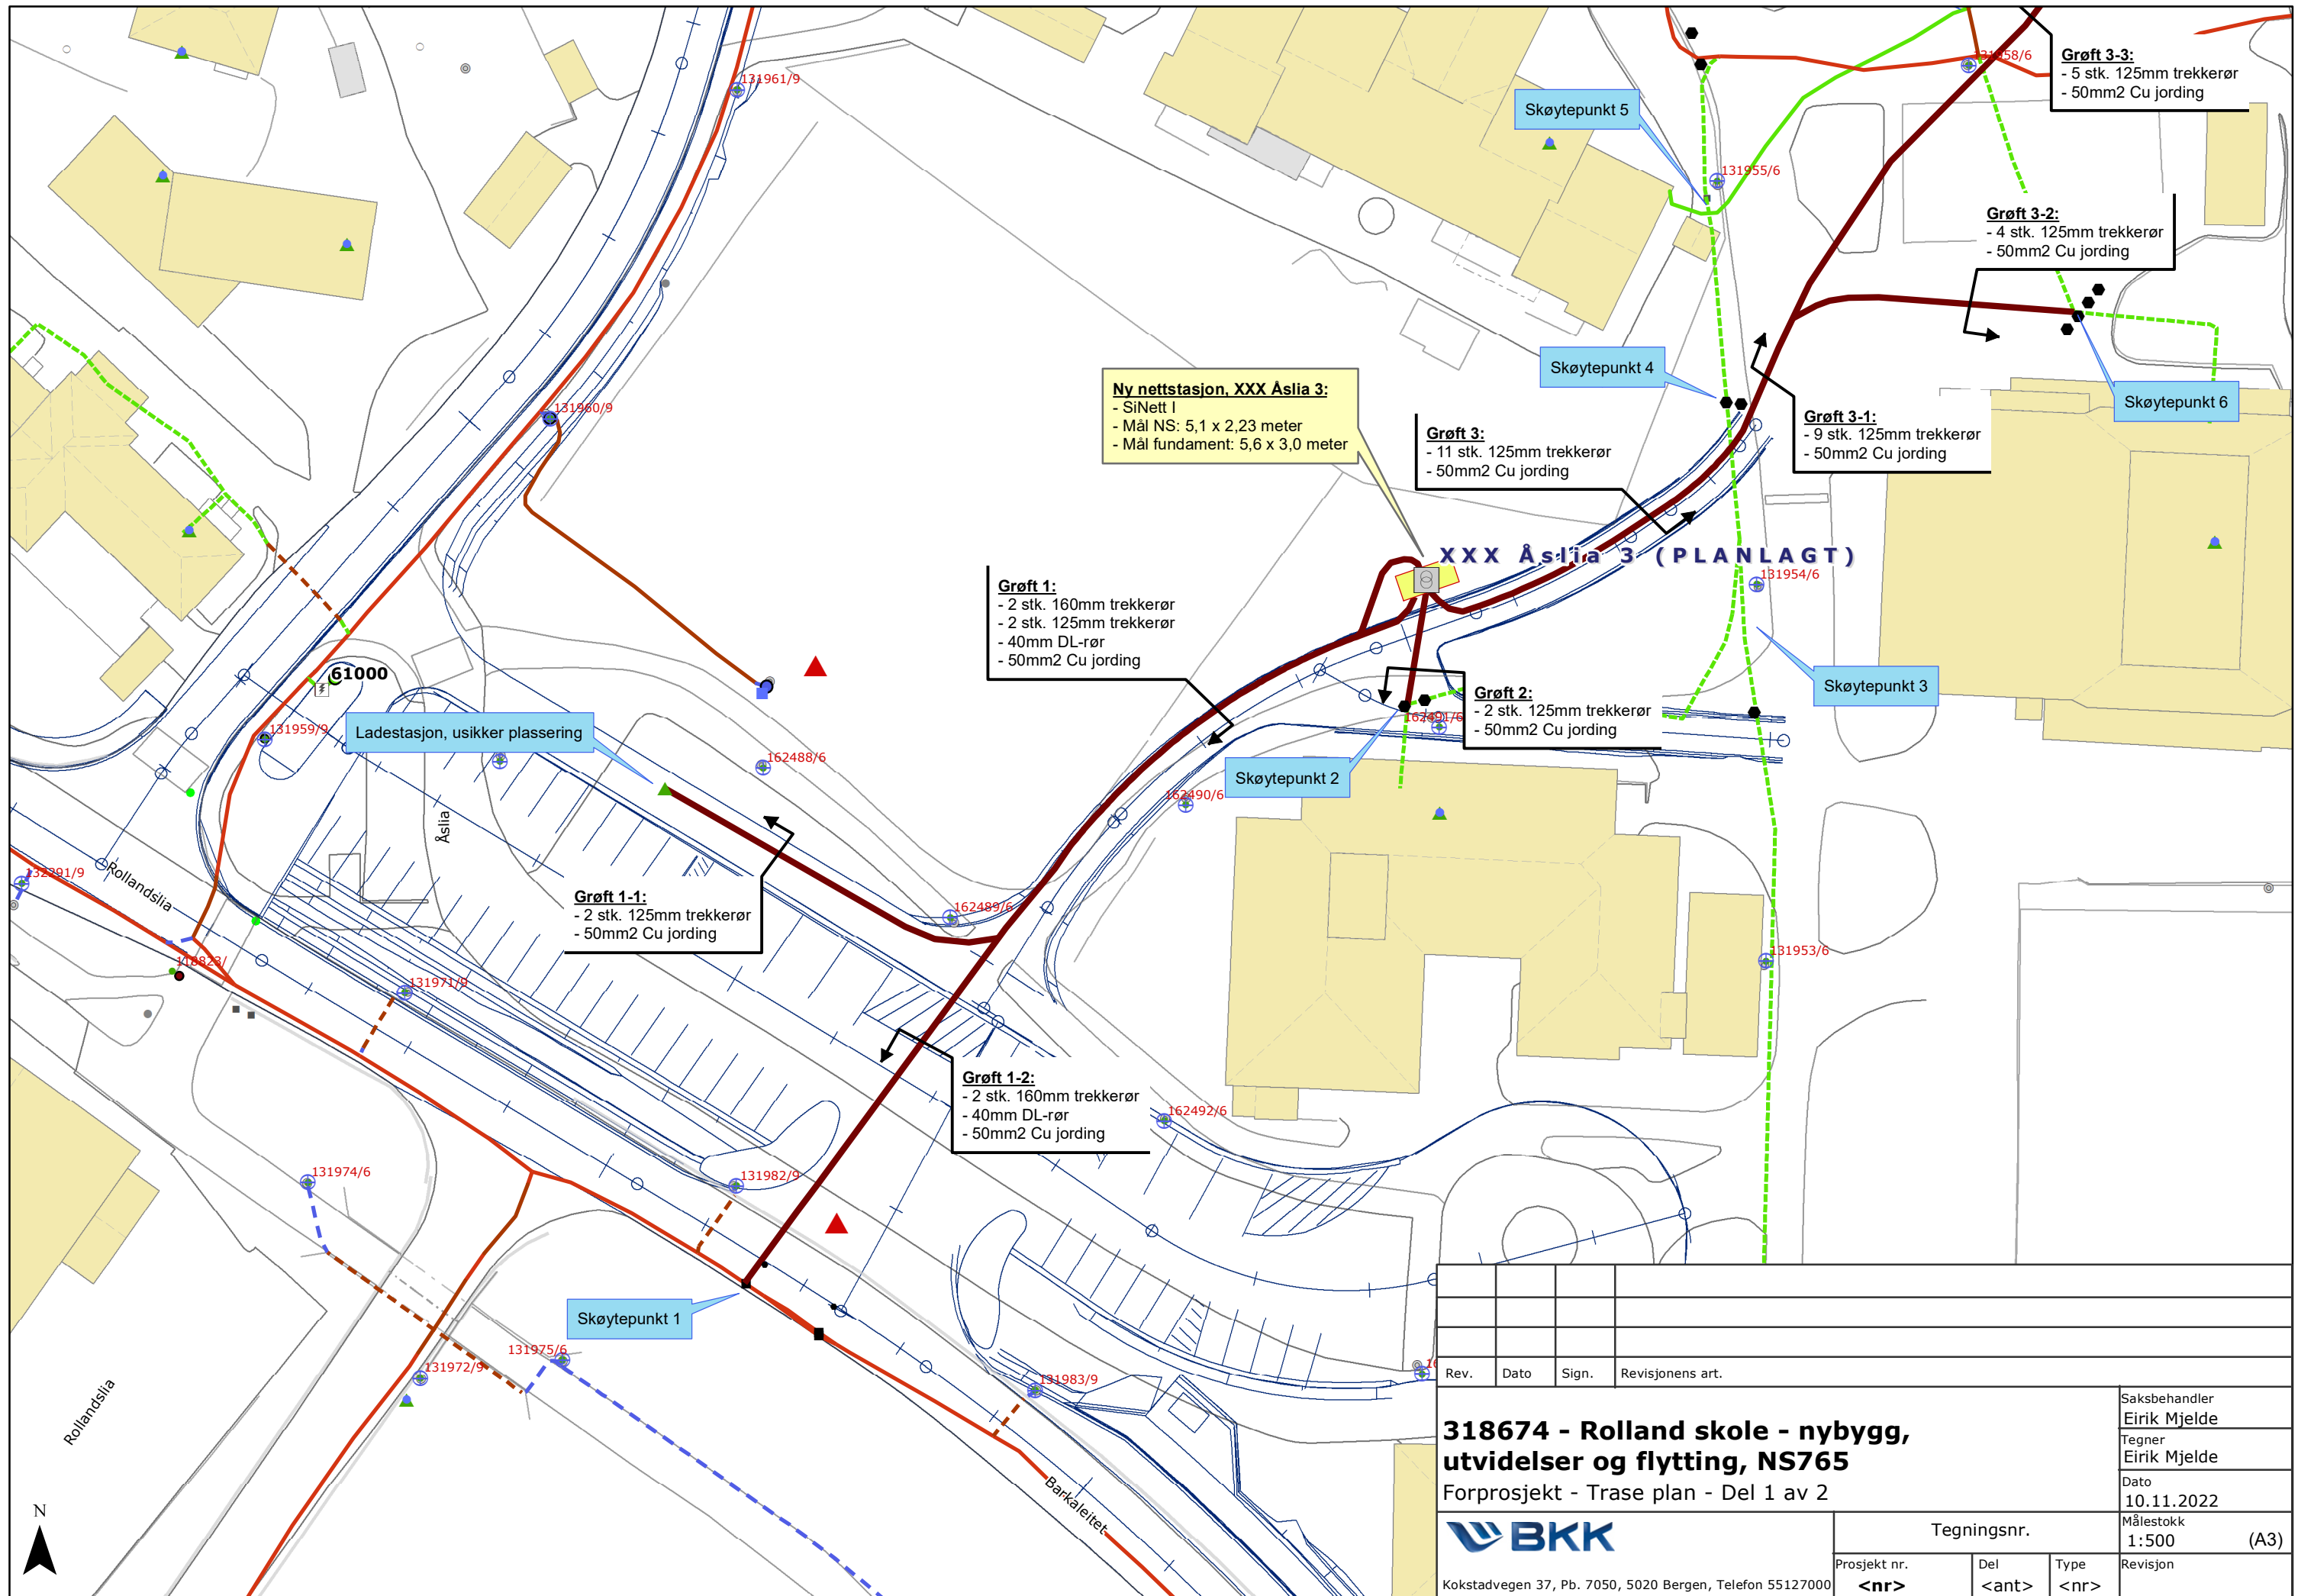 131961/9
131958/6
Grøft 3-3:
- 5 stk. 125mm trekkerør
- 50mm2 Cu jording
Skøytepunkt 5
131955/6
Grøft 3-2:
- 4 stk. 125mm trekkerør
- 50mm2 Cu jording
Skøytepunkt 4
Ny nettstasjon, XXX Åslia 3:
- SiNett I
- Mål NS: 5,1 x 2,23 meter
- Mål fundament: 5,6 x 3,0 meter
Skøytepunkt 6
131960/9
Grøft 3:
- 11 stk. 125mm trekkerør
- 50mm2 Cu jording
Grøft 3-1:
- 9 stk. 125mm trekkerør
- 50mm2 Cu jording
XXX Åslia 3 (PLANLAGT)
131954/6
Grøft 1:
- 2 stk. 160mm trekkerør
- 2 stk. 125mm trekkerør
- 40mm DL-rør
- 50mm2 Cu jording
61000
Skøytepunkt 3
Grøft 2:
- 2 stk. 125mm trekkerør
- 50mm2 Cu jording
162491/6
131959/9
Ladestasjon, usikker plassering
162488/6
Skøytepunkt 2
162490/6
Åslia
132291/9
Rollandslia
Grøft 1-1:
- 2 stk. 125mm trekkerør
- 50mm2 Cu jording
162489/6
118823/
131971/9
131953/6
Grøft 1-2:
- 2 stk. 160mm trekkerør
- 40mm DL-rør
- 50mm2 Cu jording
162492/6
131974/6
131982/9
Skøytepunkt 1
131975/6
131972/9
131983/9
Rollandslia
Barkaleitet
N
Rev. Dato Sign. Revisjonens art.
318674 - Rolland skole - nybygg,
utvidelser og flytting, NS765
Forprosjekt - Trase plan - Del 1 av 2
Saksbehandler
Eirik Mjelde
Tegner
Eirik Mjelde
Dato
10.11.2022
BKK
Kokstadvegen 37, Pb. 7050, 5020 Bergen, Telefon 55127000
Tegningsnr.
Målestokk
1:500 (A3)
Prosjekt nr. Del Type Revisjon
<nr> <ant> <nr>